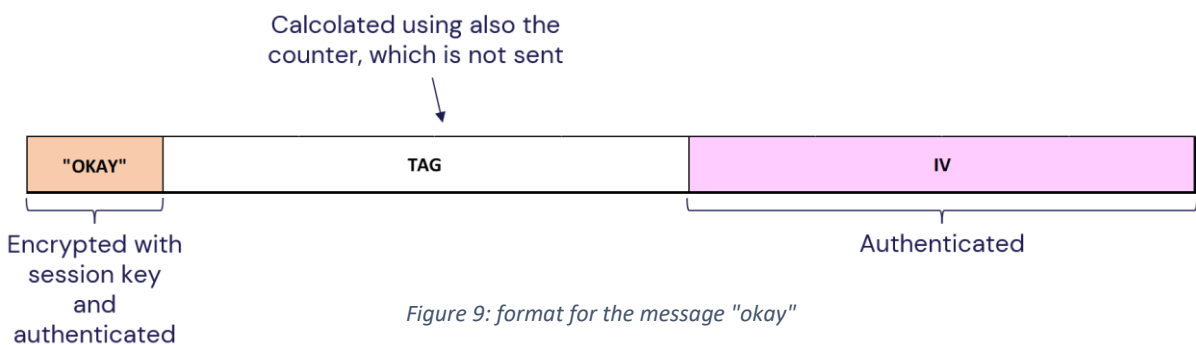 Calcolated using also the
counter, which is not sent
"OKAY"
TAG
IV
Encrypted with
session key
and
authenticated
Authenticated
Figure 9: format for the message "okay"